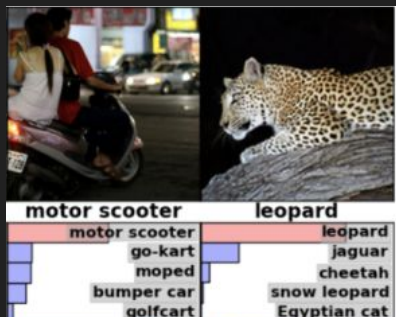 motor scooter
motor scooter
go-kart
moped
bumper car
golfcart
leopard
leopard
jaguar
cheetah
snow leopard
Egyptian cat